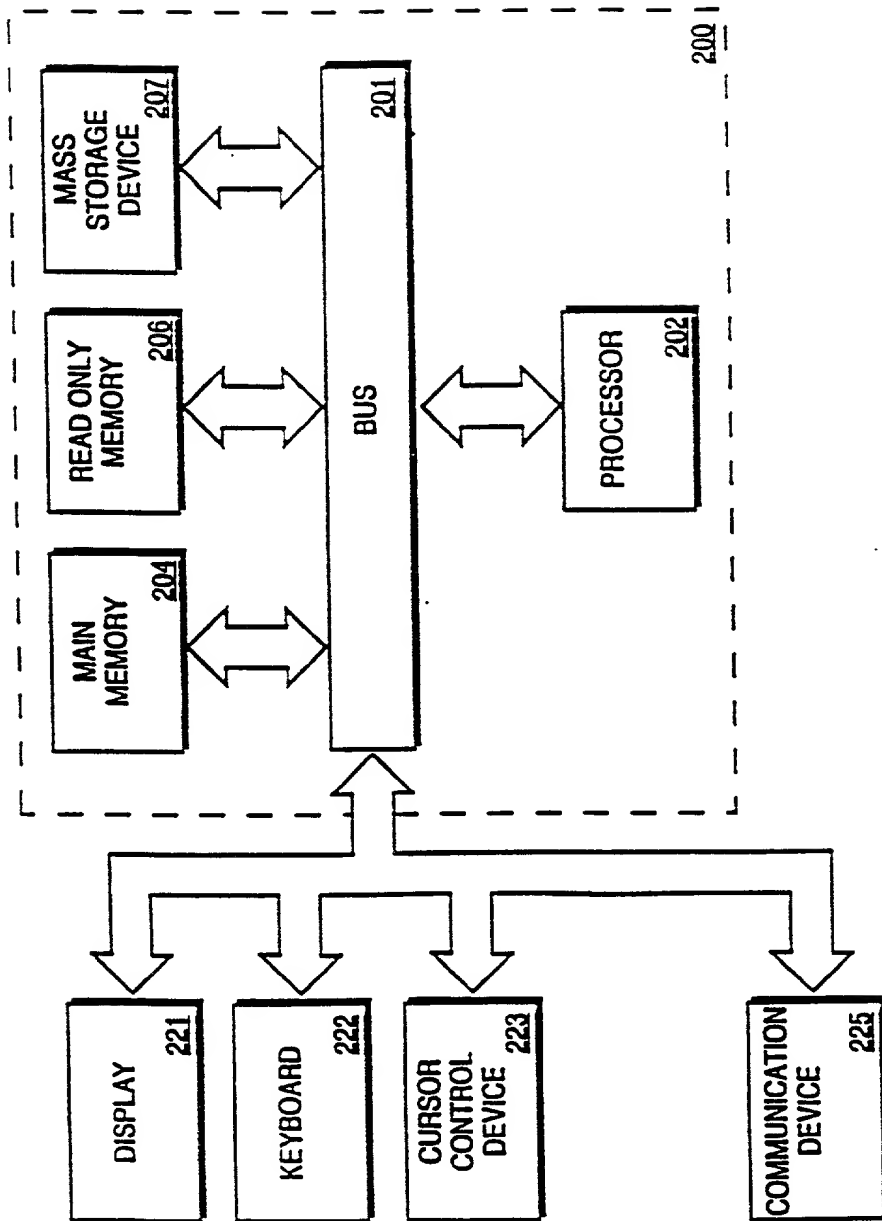 DISPLAY
221
KEYBOARD
222
CURSOR
CONTROL
DEVICE
223
COMMUNICATION
DEVICE
225
MAIN
MEMORY
204
READ ONLY
MEMORY
206
MASS
STORAGE
DEVICE
207
BUS
201
PROCESSOR
202
200